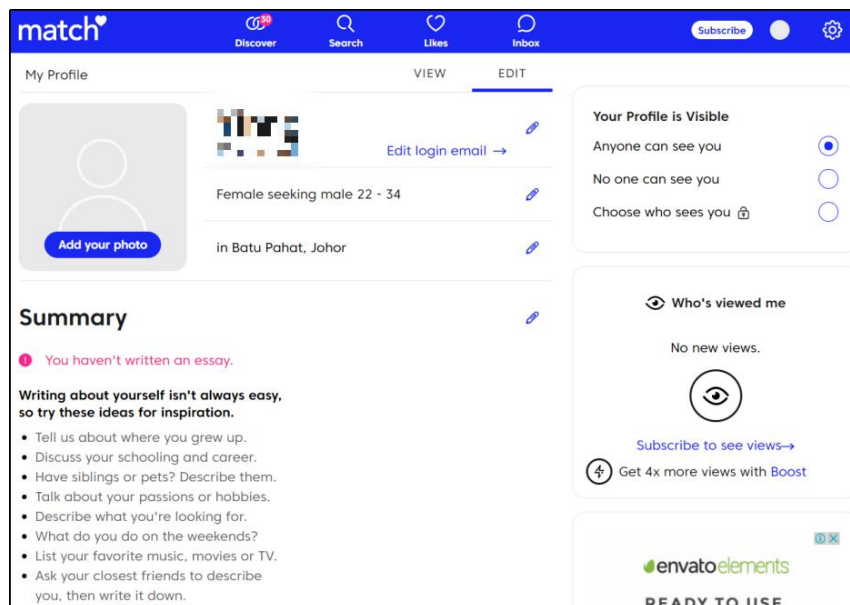 match
30
Discover
Search
Likes
Inbox
Subscribe
My Profile
VIEW
EDIT
Add your photo
Edit login email →
Female seeking male 22 - 34
in Batu Pahat, Johor
Summary
You haven't written an essay.
Writing about yourself isn't always easy,
so try these ideas for inspiration.
• Tell us about where you grew up.
• Discuss your schooling and career.
• Have siblings or pets? Describe them.
• Talk about your passions or hobbies.
• Describe what you're looking for.
• What do you do on the weekends?
• List your favorite music, movies or TV.
• Ask your closest friends to describe
you, then write it down.
Your Profile is Visible
Anyone can see you
No one can see you
Choose who sees you
Who's viewed me
No new views.
Subscribe to see views→
Get 4x more views with Boost
envatoelements
READY TO USE